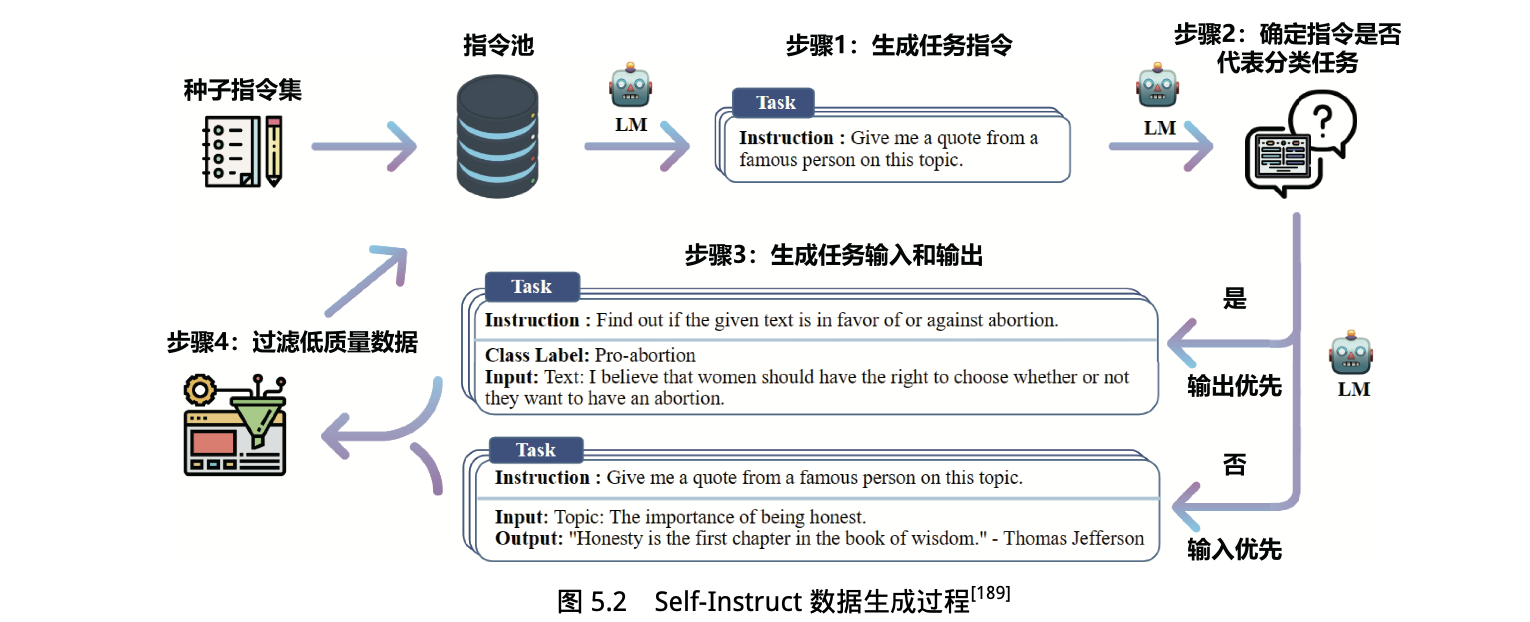 种子指令集
指令池
LM
步骤1：生成任务指令
Task
Instruction : Give me a quote from a
famous person on this topic.
LM
步骤2：确定指令是否
代表分类任务
?
步骤3：生成任务输入和输出
Task
Instruction : Find out if the given text is in favor of or against abortion.
Class Label: Pro-abortion
Input: Text: I believe that women should have the right to choose whether or not
they want to have an abortion.
是
输出优先
LM
Task
Instruction : Give me a quote from a famous person on this topic.
Input: Topic: The importance of being honest.
Output: "Honesty is the first chapter in the book of wisdom." - Thomas Jefferson
否
输入优先
步骤4：过滤低质量数据
图 5.2 Self-Instruct 数据生成过程[189]